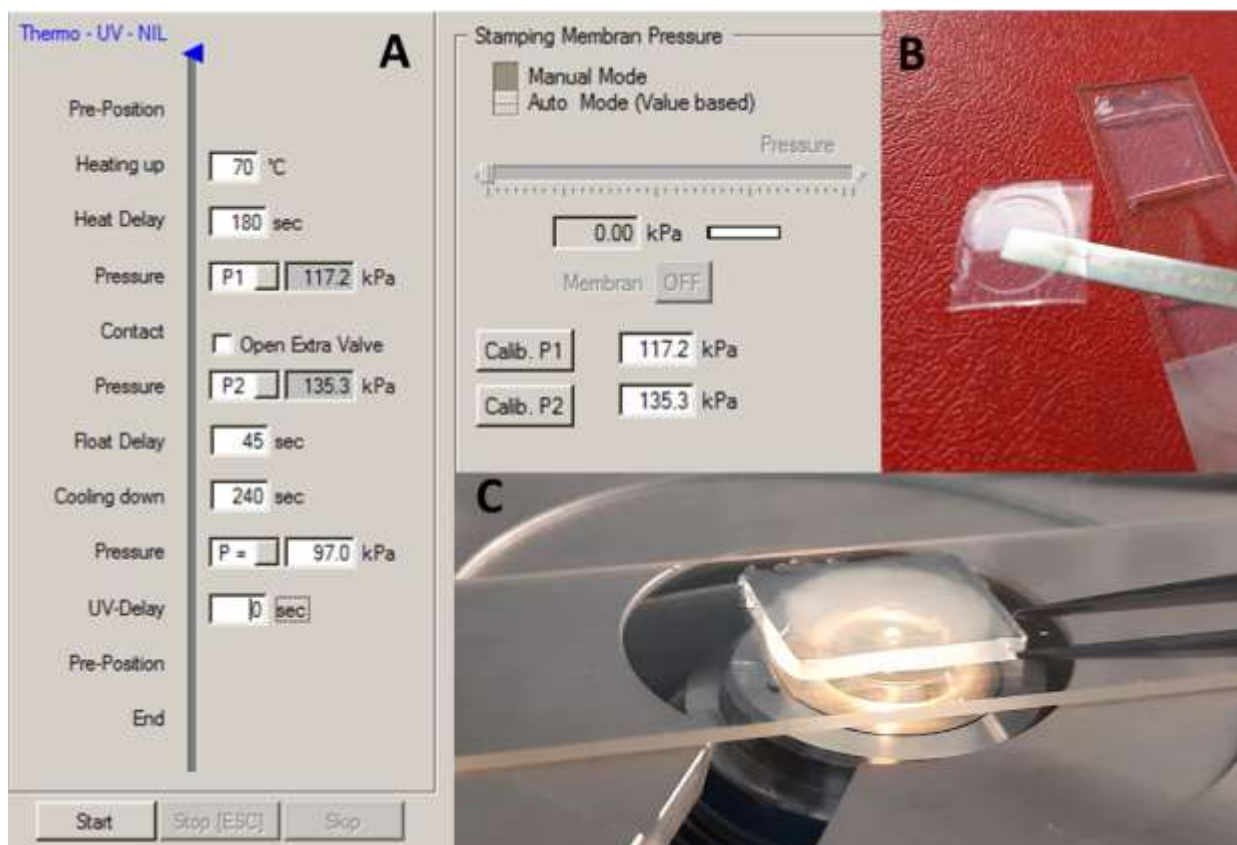 Thermo - UV - NIL
A
Pre-Position
Heating up 70 °C
Heat Delay 180 sec
Pressure P1 117.2 kPa
Contact Open Extra Valve
Pressure P2 135.3 kPa
Float Delay 45 sec
Cooling down 240 sec
Pressure P = 97.0 kPa
UV-Delay 0 sec
Pre-Position
End
Start Stop [ESC] Skip
Stamping Membran Pressure
Manual Mode
Auto Mode (Value based)
Pressure
0.00 kPa
Membran OFF
Calib. P1 117.2 kPa
Calib. P2 135.3 kPa
B
C